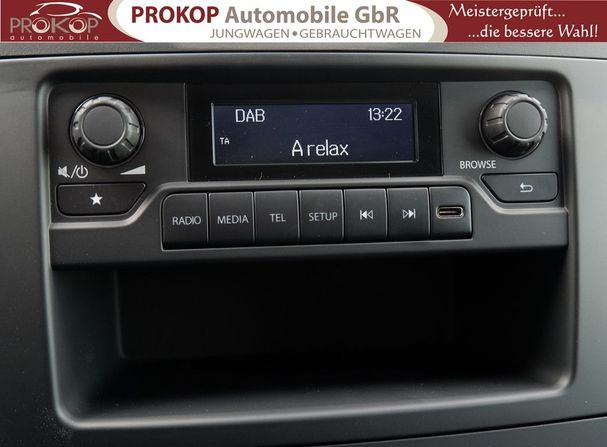 PROKOP
automobile
PROKOP Automobile GbR
JUNGWAGEN • GEBRAUCHTWAGEN
Meistergeprüft...
...die bessere Wahl!
DAB 13:22
TA
A relax
BROWSE
RADIO MEDIA TEL SETUP